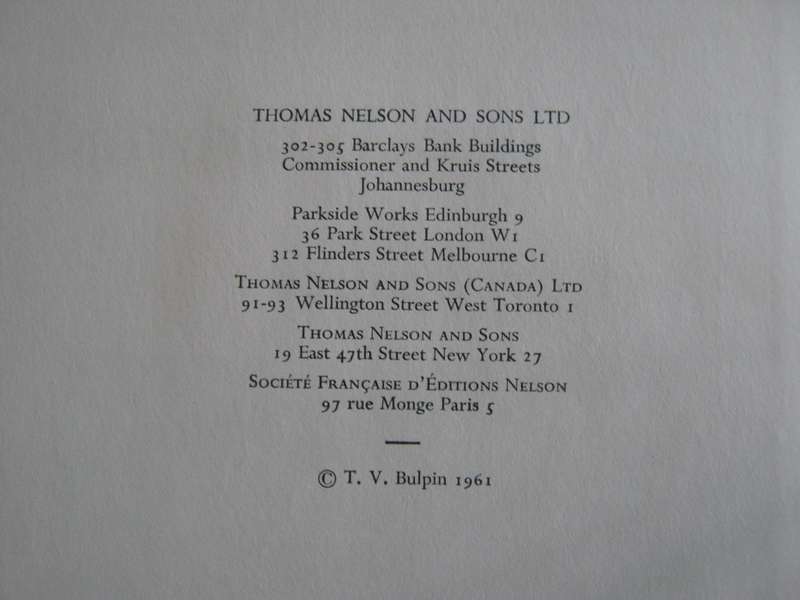 THOMAS NELSON AND SONS LTD
302-305 Barclays Bank Buildings
Commissioner and Kruis Streets
Johannesburg
Parkside Works Edinburgh 9
36 Park Street London W1
312 Flinders Street Melbourne C1
THOMAS NELSON AND SONS (CANADA) LTD
91-93 Wellington Street West Toronto 1
THOMAS NELSON AND SONS
19 East 47th Street New York 27
SOCIÉTÉ FRANÇAISE D'ÉDITIONS NELSON
97 rue Monge Paris 5
© T. V. Bulpin 1961